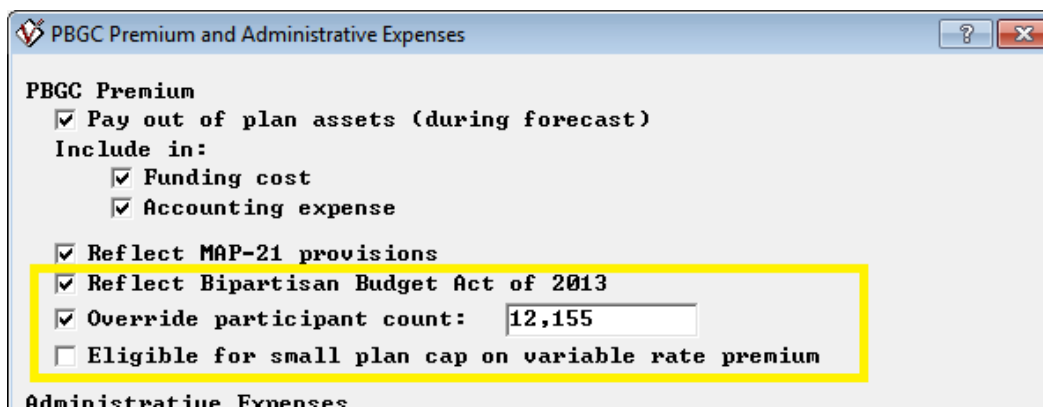 PBGC Premium and Administrative Expenses
PBGC Premium
Pay out of plan assets (during forecast)
Include in:
Funding cost
Accounting expense
Reflect MAP-21 provisions
Reflect Bipartisan Budget Act of 2013
Override participant count: 12,155
Eligible for small plan cap on variable rate premium
Administrative Expenses